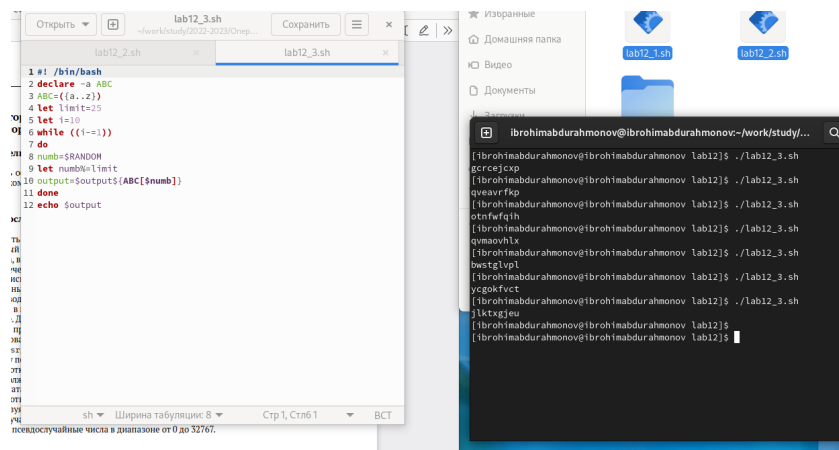 Открыть
lab12_3.sh
~/work/study/2022-2023/Опер...
Сохранить
lab12_2.sh
lab12_3.sh
1 #! /bin/bash
2 declare -a ABC
3 ABC=({a..z})
4 let limit=25
5 let i=10
6 while ((i-=1))
7 do
8 numb=$RANDOM
9 let numb%=limit
10 output=$output${ABC[$numb]}
11 done
12 echo $output
sh
Ширина табуляции: 8
Стр 1, Стлб 1
ВСТ
псевдослучайные числа в диапазоне от 0 до 32767.
Избранные
Домашняя папка
Видео
Документы
Загрузки
lab12_1.sh
lab12_2.sh
ibrohimabdurahmonov@ibrohimabdurahmonov:~/work/study/...
[ibrohimabdurahmonov@ibrohimabdurahmonov lab12]$ ./lab12_3.sh
gcrcejcxp
[ibrohimabdurahmonov@ibrohimabdurahmonov lab12]$ ./lab12_3.sh
qveavrfkp
[ibrohimabdurahmonov@ibrohimabdurahmonov lab12]$ ./lab12_3.sh
otnfwfqih
[ibrohimabdurahmonov@ibrohimabdurahmonov lab12]$ ./lab12_3.sh
qvmaovhlx
[ibrohimabdurahmonov@ibrohimabdurahmonov lab12]$ ./lab12_3.sh
bwstglvpl
[ibrohimabdurahmonov@ibrohimabdurahmonov lab12]$ ./lab12_3.sh
ycgokfvct
[ibrohimabdurahmonov@ibrohimabdurahmonov lab12]$ ./lab12_3.sh
jlktxgjeu
[ibrohimabdurahmonov@ibrohimabdurahmonov lab12]$
[ibrohimabdurahmonov@ibrohimabdurahmonov lab12]$